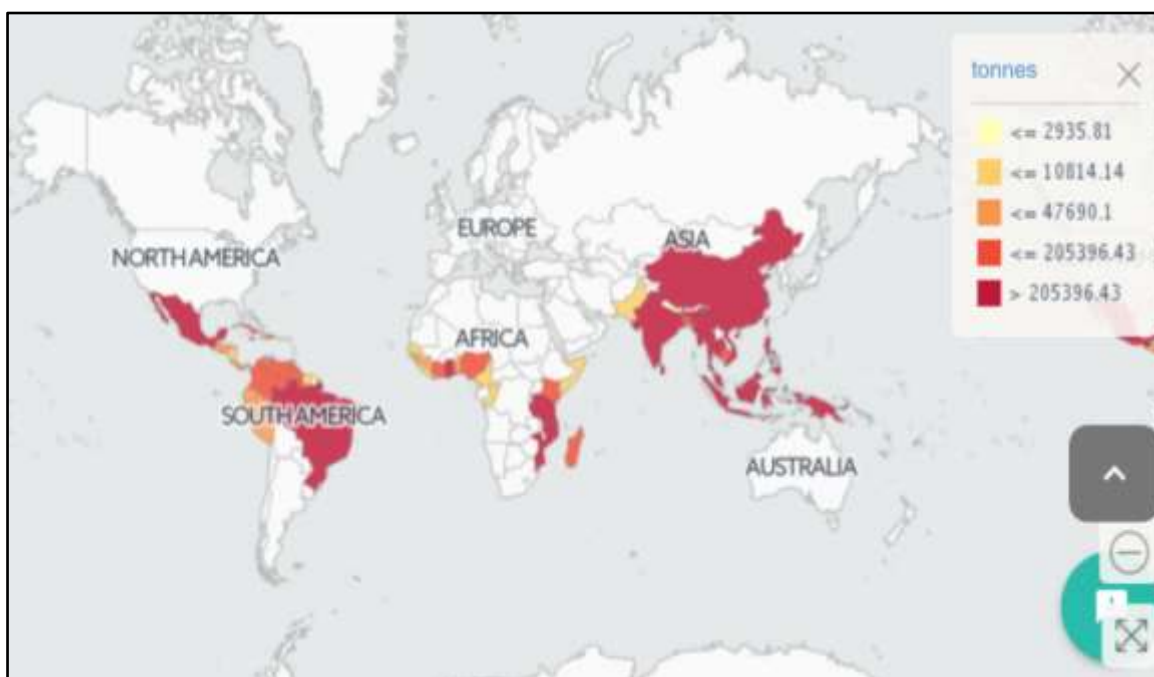 tonnes
<= 2935.81
<= 10814.14
<= 47690.1
<= 205396.43
> 205396.43
EUROPE
ASIA
NORTH AMERICA
AFRICA
SOUTH AMERICA
AUSTRALIA